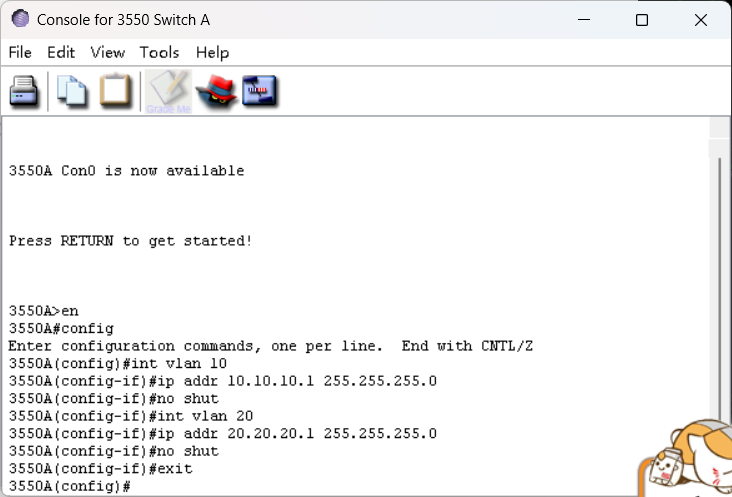 Console for 3550 Switch A
File Edit View Tools Help
Grade Me
3550A Con0 is now available
Press RETURN to get started!
3550A>en
3550A#config
Enter configuration commands, one per line.  End with CNTL/Z
3550A(config)#int vlan 10
3550A(config-if)#ip addr 10.10.10.1 255.255.255.0
3550A(config-if)#no shut
3550A(config-if)#int vlan 20
3550A(config-if)#ip addr 20.20.20.1 255.255.255.0
3550A(config-if)#no shut
3550A(config-if)#exit
3550A(config)#